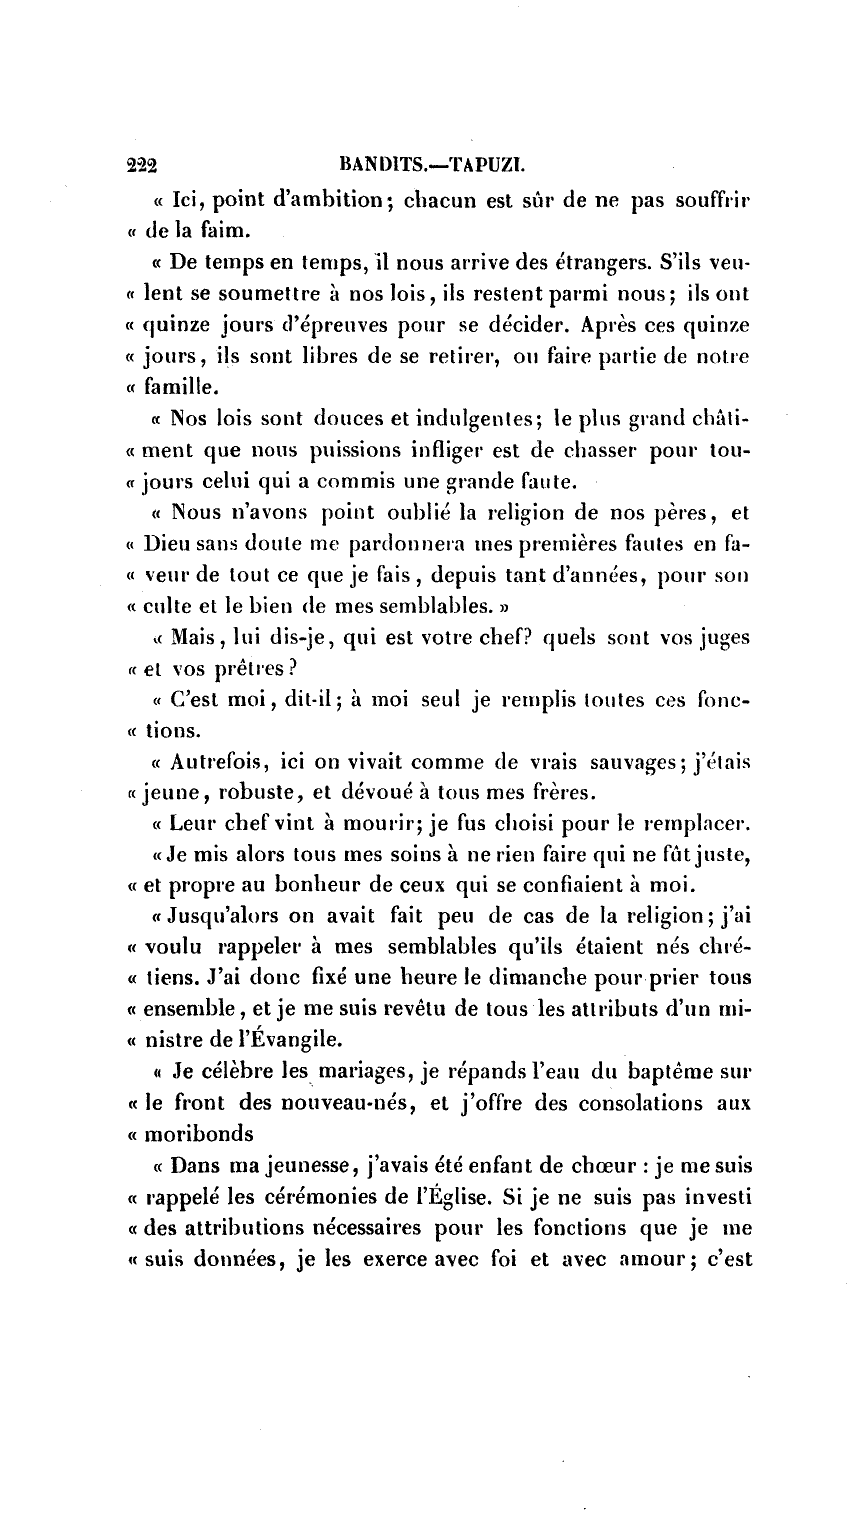 222 BANDITS.—TAPUZI.
« Ici, point d'ambition; chacun est sûr de ne pas souffrir
« de la faim.
« De temps en temps, il nous arrive des étrangers. S'ils veu-
« lent se soumettre à nos lois, ils restent parmi nous; ils ont
« quinze jours d'épreuves pour se décider. Après ces quinze
« jours, ils sont libres de se retirer, ou faire partie de notre
« famille.
« Nos lois sont douces et indulgentes; le plus grand châti-
« ment que nous puissions infliger est de chasser pour tou-
« jours celui qui a commis une grande faute.
« Nous n'avons point oublié la religion de nos pères, et
« Dieu sans doute me pardonnera mes premières fautes en fa-
« veur de tout ce que je fais, depuis tant d'années, pour son
« culte et le bien de mes semblables. »
« Mais, lui dis-je, qui est votre chef? quels sont vos juges
« et vos prêtres?
« C'est moi, dit-il; à moi seul je remplis toutes ces fonc-
« tions.
« Autrefois, ici on vivait comme de vrais sauvages; j'étais
« jeune, robuste, et dévoué à tous mes frères.
« Leur chef vint à mourir; je fus choisi pour le remplacer.
« Je mis alors tous mes soins à ne rien faire qui ne fût juste,
« et propre au bonheur de ceux qui se confiaient à moi.
« Jusqu'alors on avait fait peu de cas de la religion; j'ai
« voulu rappeler à mes semblables qu'ils étaient nés chré-
« tiens. J'ai donc fixé une heure le dimanche pour prier tous
« ensemble, et je me suis revêtu de tous les attributs d'un mi-
« nistre de l'Évangile.
« Je célèbre les mariages, je répands l'eau du baptême sur
« le front des nouveau-nés, et j'offre des consolations aux
« moribonds
« Dans ma jeunesse, j'avais été enfant de chœur : je me suis
« rappelé les cérémonies de l'Église. Si je ne suis pas investi
« des attributions nécessaires pour les fonctions que je me
« suis données, je les exerce avec foi et avec amour; c'est